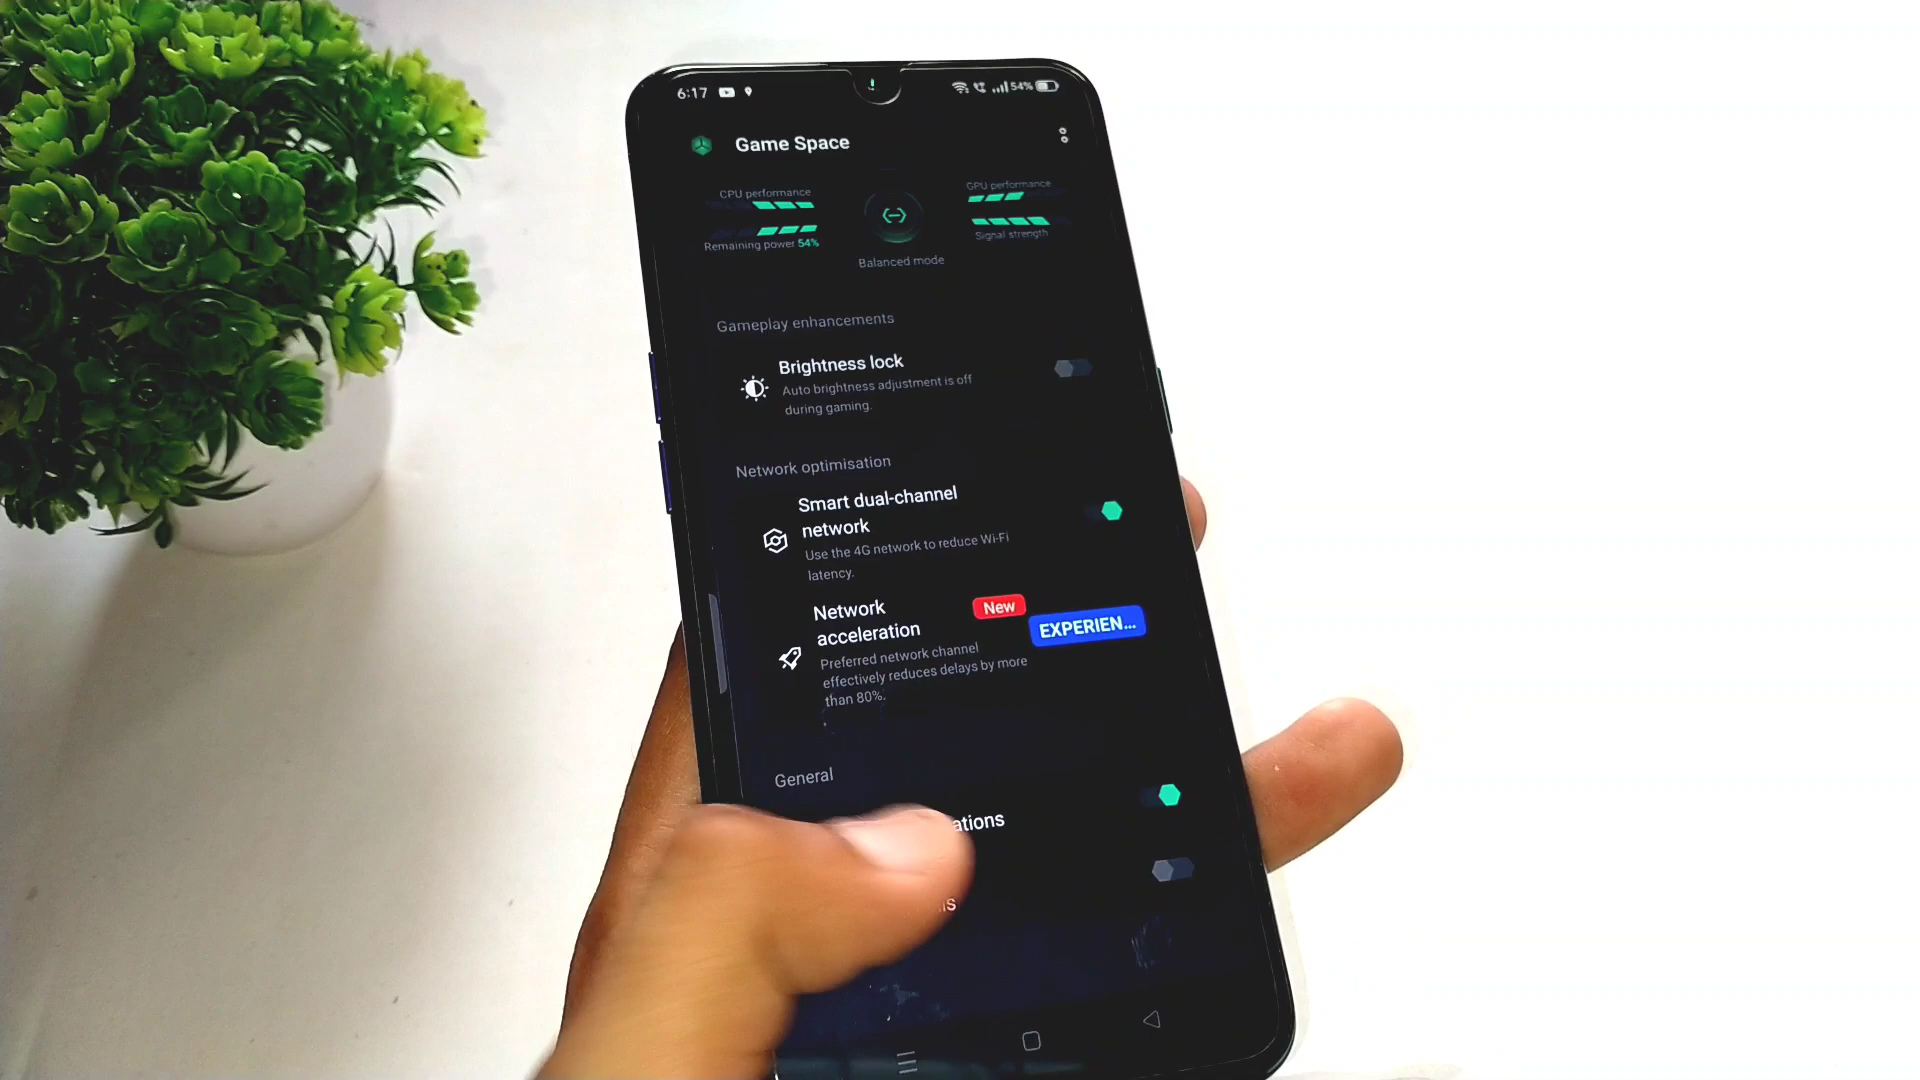 6:17
54%
Game Space
CPU performance
GPU performance
Remaining power 54%
Signal strength
Balanced mode
Gameplay enhancements
Brightness lock
Auto brightness adjustment is off
during gaming.
Network optimisation
Smart dual-channel
network
Use the 4G network to reduce Wi-Fi
latency.
Network
acceleration
New
EXPERIEN...
Preferred network channel
effectively reduces delays by more
than 80%.
General